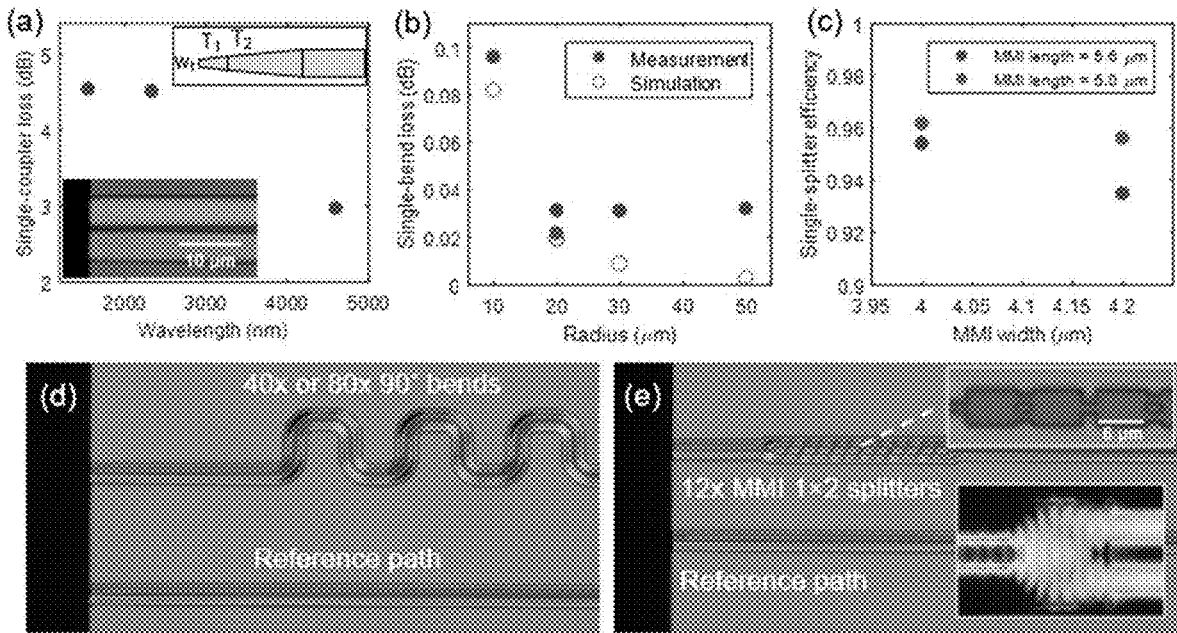 (a)
Single-coupler loss (dB)
5
4
3
2
2000
3000
4000
5000
Wavelength (nm)
T₁ T₂
10 μm
(b)
Single-bend loss (dB)
0.1
0.08
0.06
0.04
0.02
0
10
20
30
40
50
Radius (μm)
Measurement
Simulation
(c)
Single-splitter efficiency
1
0.98
0.96
0.94
0.92
0.9
3.95
4
4.05
4.1
4.15
4.2
MMI width (μm)
MMI length = 5.6 μm
MMI length = μm
(d)
40x or 80x 90° bends
Reference path
(e)
μm
12x MMI 1×2 splitters
Reference path